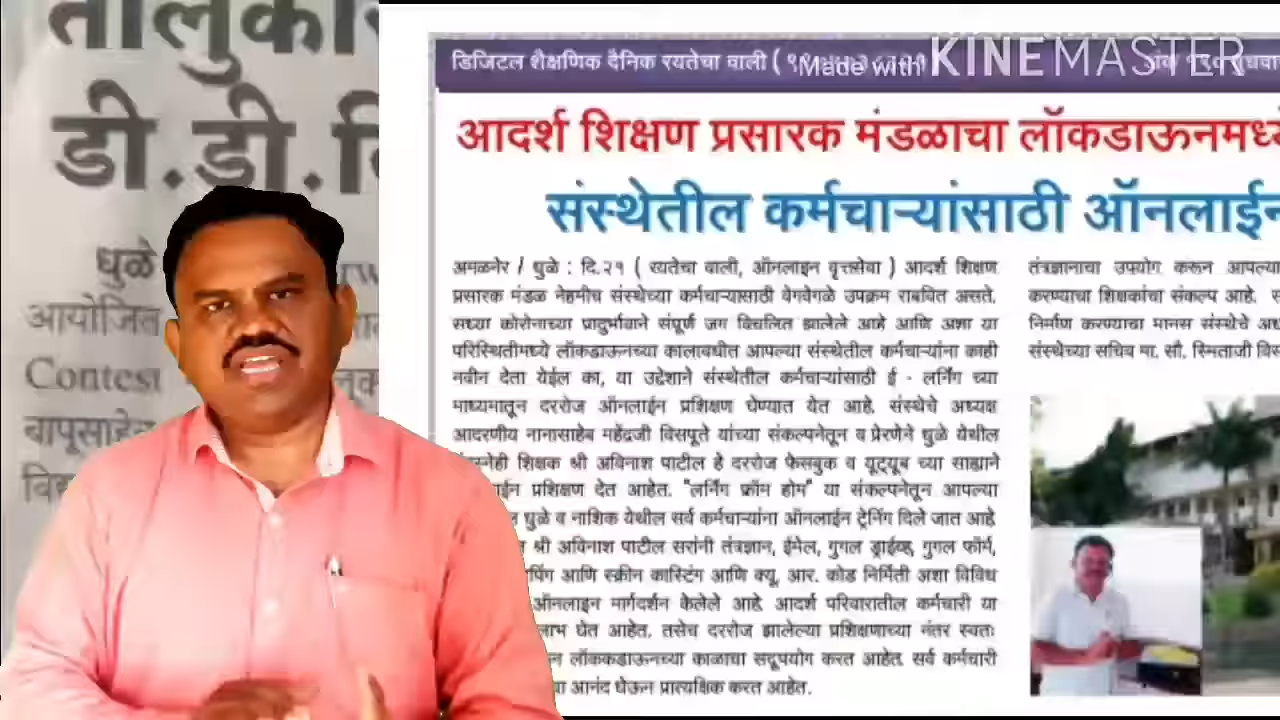 तालुका
डी.डी.
धुळे
आयोजित
Contest
बापूसाहेब
डिजिटल शैक्षणिक दैनिक रयतेचा वाली (
Made with KINEMASTER
आदर्श शिक्षण प्रसारक मंडळाचा लॉकडाऊनमध्ये
संस्थेतील कर्मचाऱ्यांसाठी ऑनलाईन
अमळनेर / धुळे : दि.२१ ( रयतेचा वाली, ऑनलाईन वृत्तसेवा ) आदर्श शिक्षण
प्रसारक मंडळ नेहमीच संस्थेच्या कर्मचाऱ्यासाठी वेगवेगळे उपक्रम राबवित असते.
सध्या कोरोनाच्या प्रादुर्भावाने संपूर्ण जग विचलित झालेले आहे आणि अशा या
परिस्थितीमध्ये लॉकडाऊनच्या कालावधीत आपल्या संस्थेतील कर्मचाऱ्यांना काही
नवीन देता येईल का, या उद्देशाने संस्थेतील कर्मचाऱ्यांसाठी ई - लर्निंग च्या
माध्यमातून दररोज ऑनलाईन प्रशिक्षण घेण्यात येत आहे. संस्थेचे अध्यक्ष
आदरणीय नानासाहेब महेंद्रजी विसपूते यांच्या संकल्पनेतून व प्रेरणेने धुळे येथील
शिक्षक श्री अविनाश पाटील हे दररोज फेसबुक व यूट्यूब च्या साह्याने
प्रशिक्षण देत आहेत. "लर्निंग फ्रॉम होम" या संकल्पनेतून आपल्या
धुळे व नाशिक येथील सर्व कर्मचाऱ्यांना ऑनलाईन ट्रेनिंग दिले जात आहे
श्री अविनाश पाटील सरांनी तंत्रज्ञान, ईमेल, गुगल ड्राईव्ह, गुगल फॉर्म,
आणि स्क्रीन कास्टिंग आणि क्यू. आर. कोड निर्मिती अशा विविध
ऑनलाइन मार्गदर्शन केलेले आहे. आदर्श परिवारातील कर्मचारी या
लाभ घेत आहेत. तसेच दररोज झालेल्या प्रशिक्षणाच्या नंतर स्वतः
लॉककडाऊनच्या काळाचा सदूपयोग करत आहेत. सर्व कर्मचारी
आनंद घेऊन प्रात्यक्षिक करत आहेत.
तंत्रज्ञानाचा उपयोग करून आपल्या
करण्याचा शिक्षकांचा संकल्प आहे.
निर्माण करण्याचा मानस संस्थेचे
संस्थेच्या सचिव मा. सौ. स्मिताजी